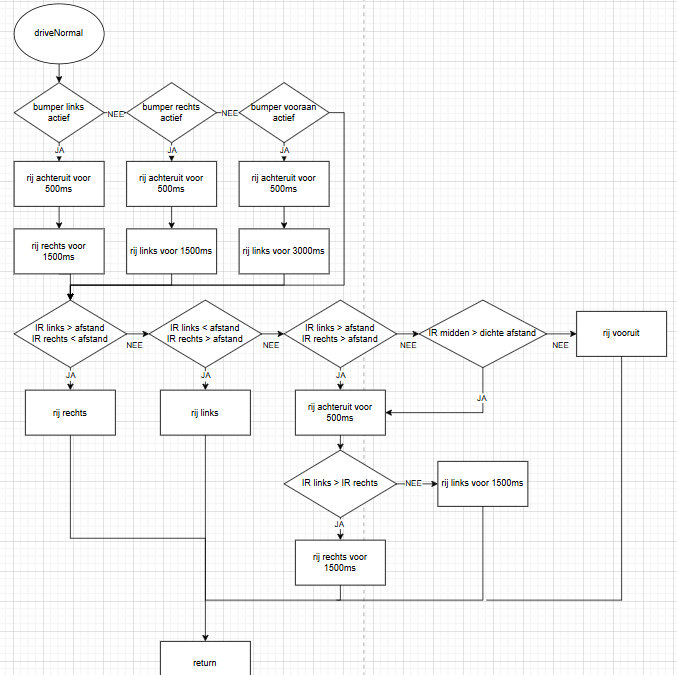 driveNormal
bumper links
actief
NEE
bumper rechts
actief
NEE
bumper vooraan
actief
JA
JA
JA
rij achteruit voor
500ms
rij achteruit voor
500ms
rij achteruit voor
500ms
rij rechts voor
1500ms
rij links voor 1500ms
rij links voor 3000ms
IR links > afstand
IR rechts < afstand
NEE
IR links < afstand
IR rechts > afstand
NEE
IR links > afstand
IR rechts > afstand
NEE
IR midden > dichte afstand
NEE
rij vooruit
JA
JA
JA
JA
rij rechts
rij links
rij achteruit voor
500ms
IR links > IR rechts
NEE
rij links voor 1500ms
JA
rij rechts voor
1500ms
return